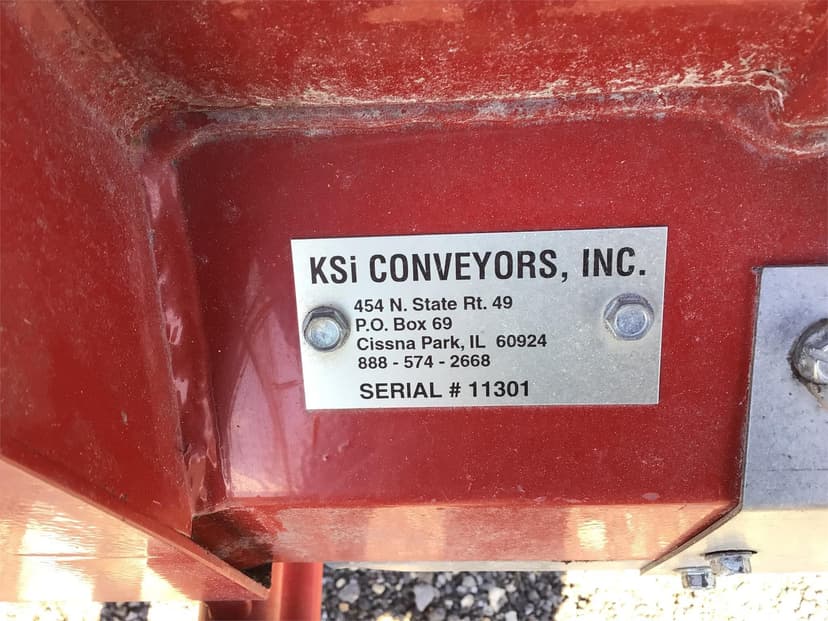 KSi CONVEYORS, INC.
454 N. State Rt. 49
P.O. Box 69
Cissna Park, IL 60924
888 - 574 - 2668
SERIAL # 11301